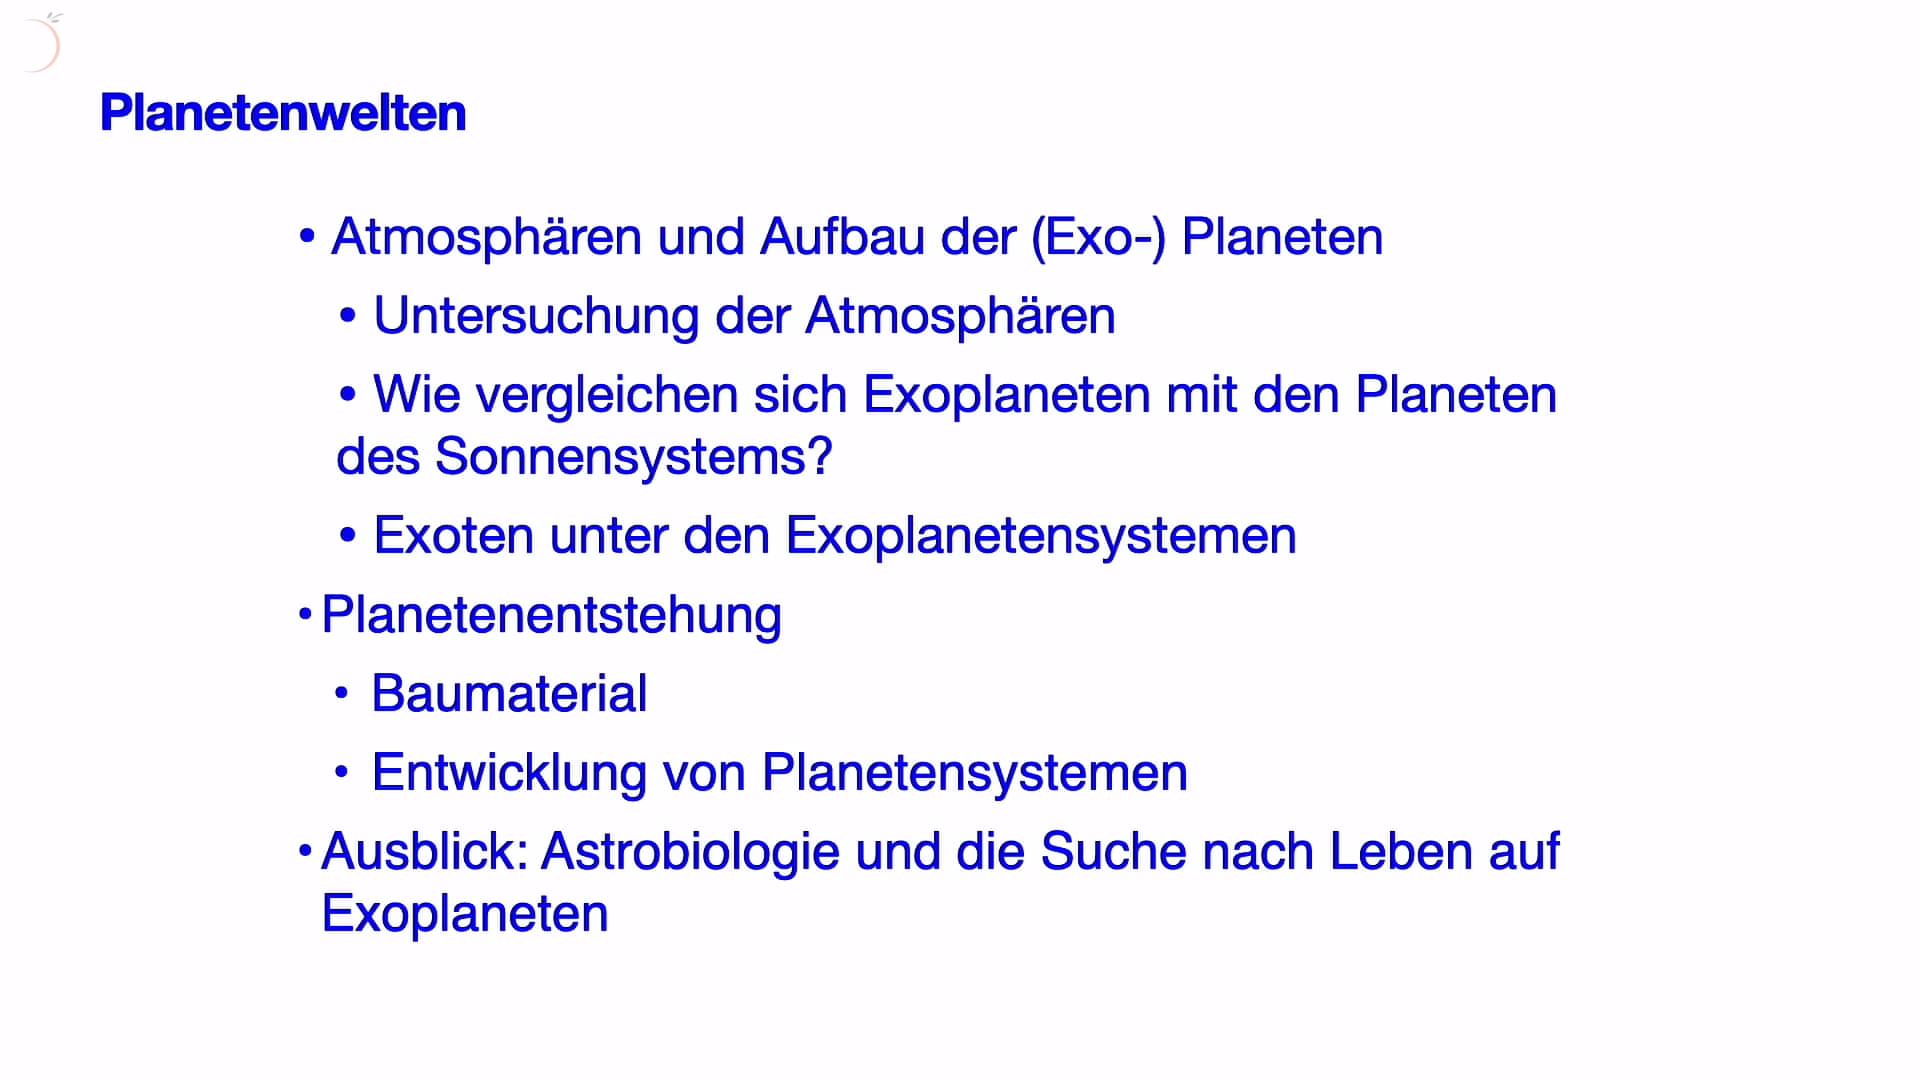 Planetenwelten
• Atmosphären und Aufbau der (Exo-) Planeten
• Untersuchung der Atmosphären
• Wie vergleichen sich Exoplaneten mit den Planeten
des Sonnensystems?
• Exoten unter den Exoplanetensystemen
• Planetenentstehung
• Baumaterial
• Entwicklung von Planetensystemen
• Ausblick: Astrobiologie und die Suche nach Leben auf
Exoplaneten